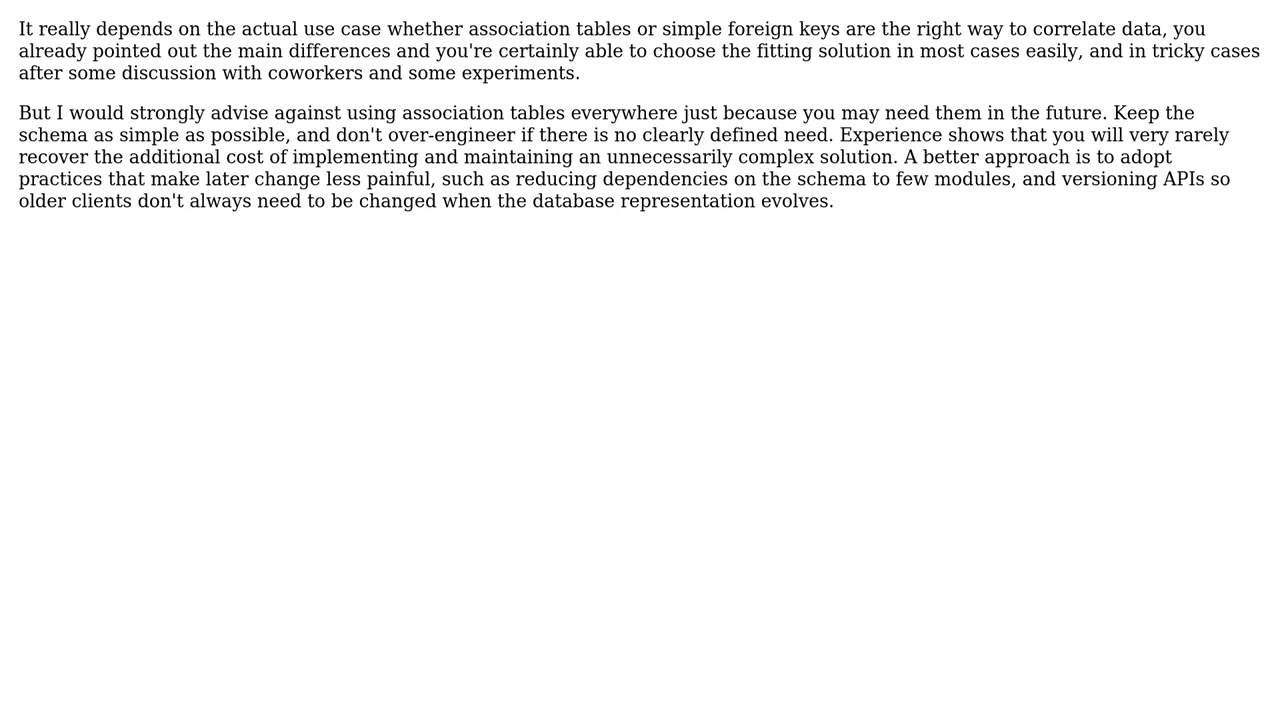 It really depends on the actual use case whether association tables or simple foreign keys are the right way to correlate data, you
already pointed out the main differences and you're certainly able to choose the fitting solution in most cases easily, and in tricky cases
after some discussion with coworkers and some experiments.
But I would strongly advise against using association tables everywhere just because you may need them in the future. Keep the
schema as simple as possible, and don't over-engineer if there is no clearly defined need. Experience shows that you will very rarely
recover the additional cost of implementing and maintaining an unnecessarily complex solution. A better approach is to adopt
practices that make later change less painful, such as reducing dependencies on the schema to few modules, and versioning APIs so
older clients don't always need to be changed when the database representation evolves.